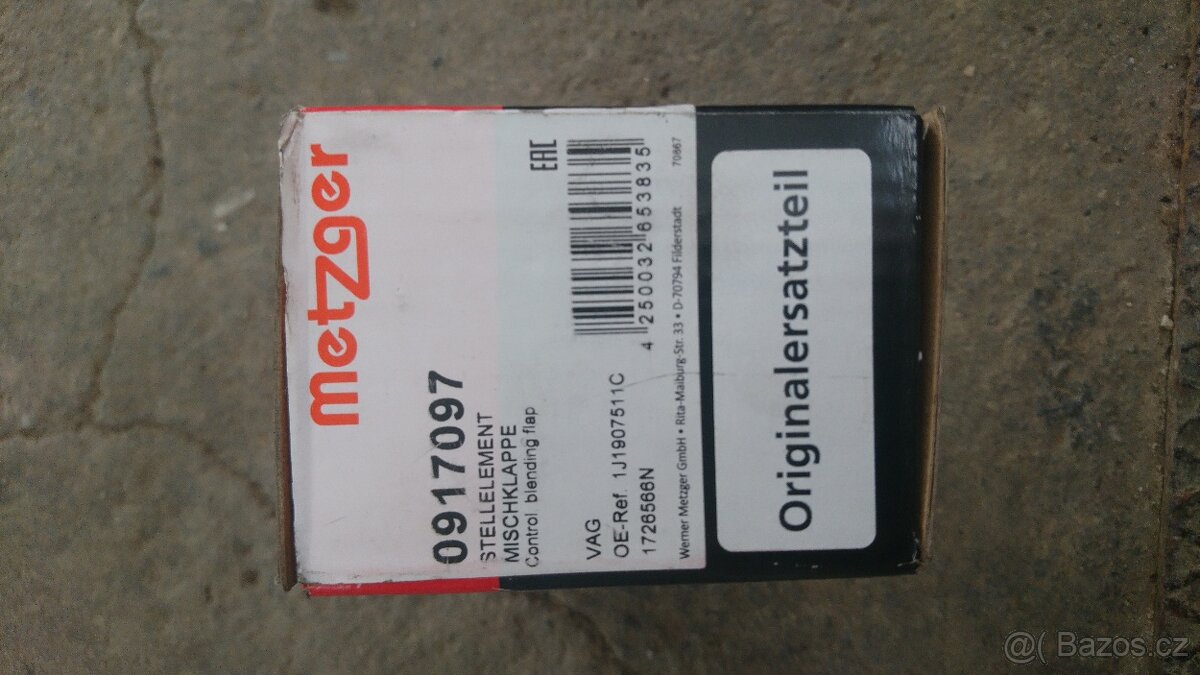 metzger
0917097
STELLELEMENT
MISCHKLAPPE
Control blending flap
EAC
VAG
OE-Ref. 1J1907511C
1726566N
4 250032 653835
70667
Werner Metzger GmbH • Rita-Maiburg-Str. 33 • D-70794 Filderstadt
Originalersatzteil
@( Bazos.cz